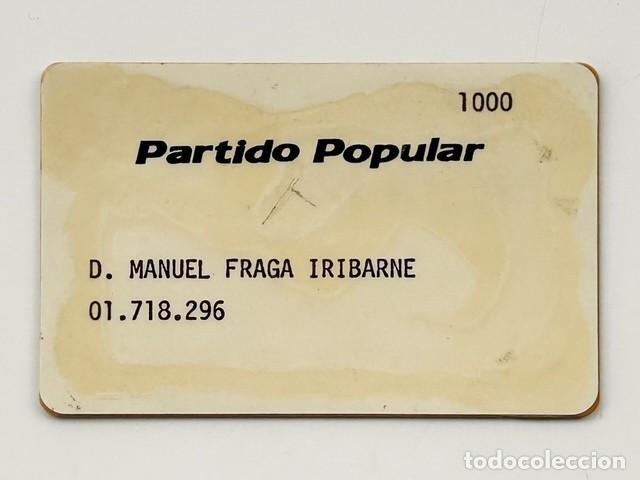 1000
Partido Popular
D. MANUEL FRAGA IRIBARNE
01.718.296
todocoleccion